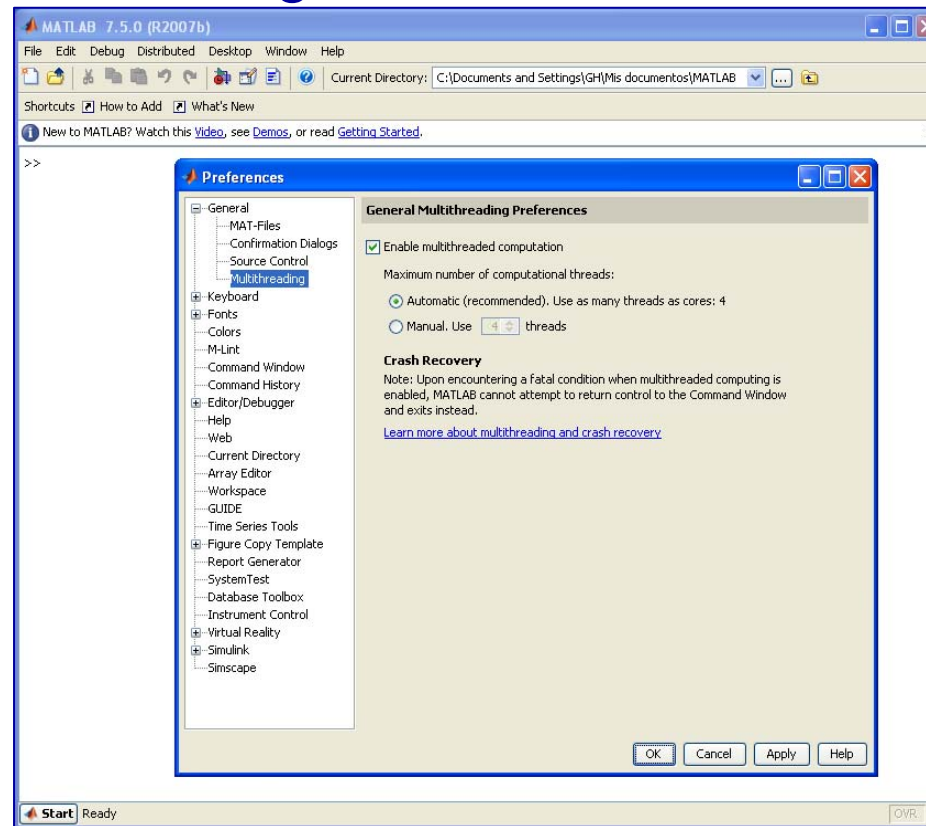 MATLAB 7.5.0 (R2007b)
File Edit Debug Distributed Desktop Window Help
Current Directory: C:\Documents and Settings\GH\Mis documentos\MATLAB ...
Shortcuts How to Add What's New
New to MATLAB? Watch this Video, see Demos, or read Getting Started.
>>
Preferences
General
MAT-Files
Confirmation Dialogs
Source Control
Multithreading
Keyboard
Fonts
Colors
M-Lint
Command Window
Command History
Editor/Debugger
Help
Web
Current Directory
Array Editor
Workspace
GUIDE
Time Series Tools
Figure Copy Template
Report Generator
SystemTest
Database Toolbox
Instrument Control
Virtual Reality
Simulink
Simscape
General Multithreading Preferences
Enable multithreaded computation
Maximum number of computational threads:
Automatic (recommended). Use as many threads as cores: 4
Manual. Use 4 threads
Crash Recovery
Note: Upon encountering a fatal condition when multithreaded computing is
enabled, MATLAB cannot attempt to return control to the Command Window
and exits instead.
Learn more about multithreading and crash recovery
OK Cancel Apply Help
Start Ready OVR